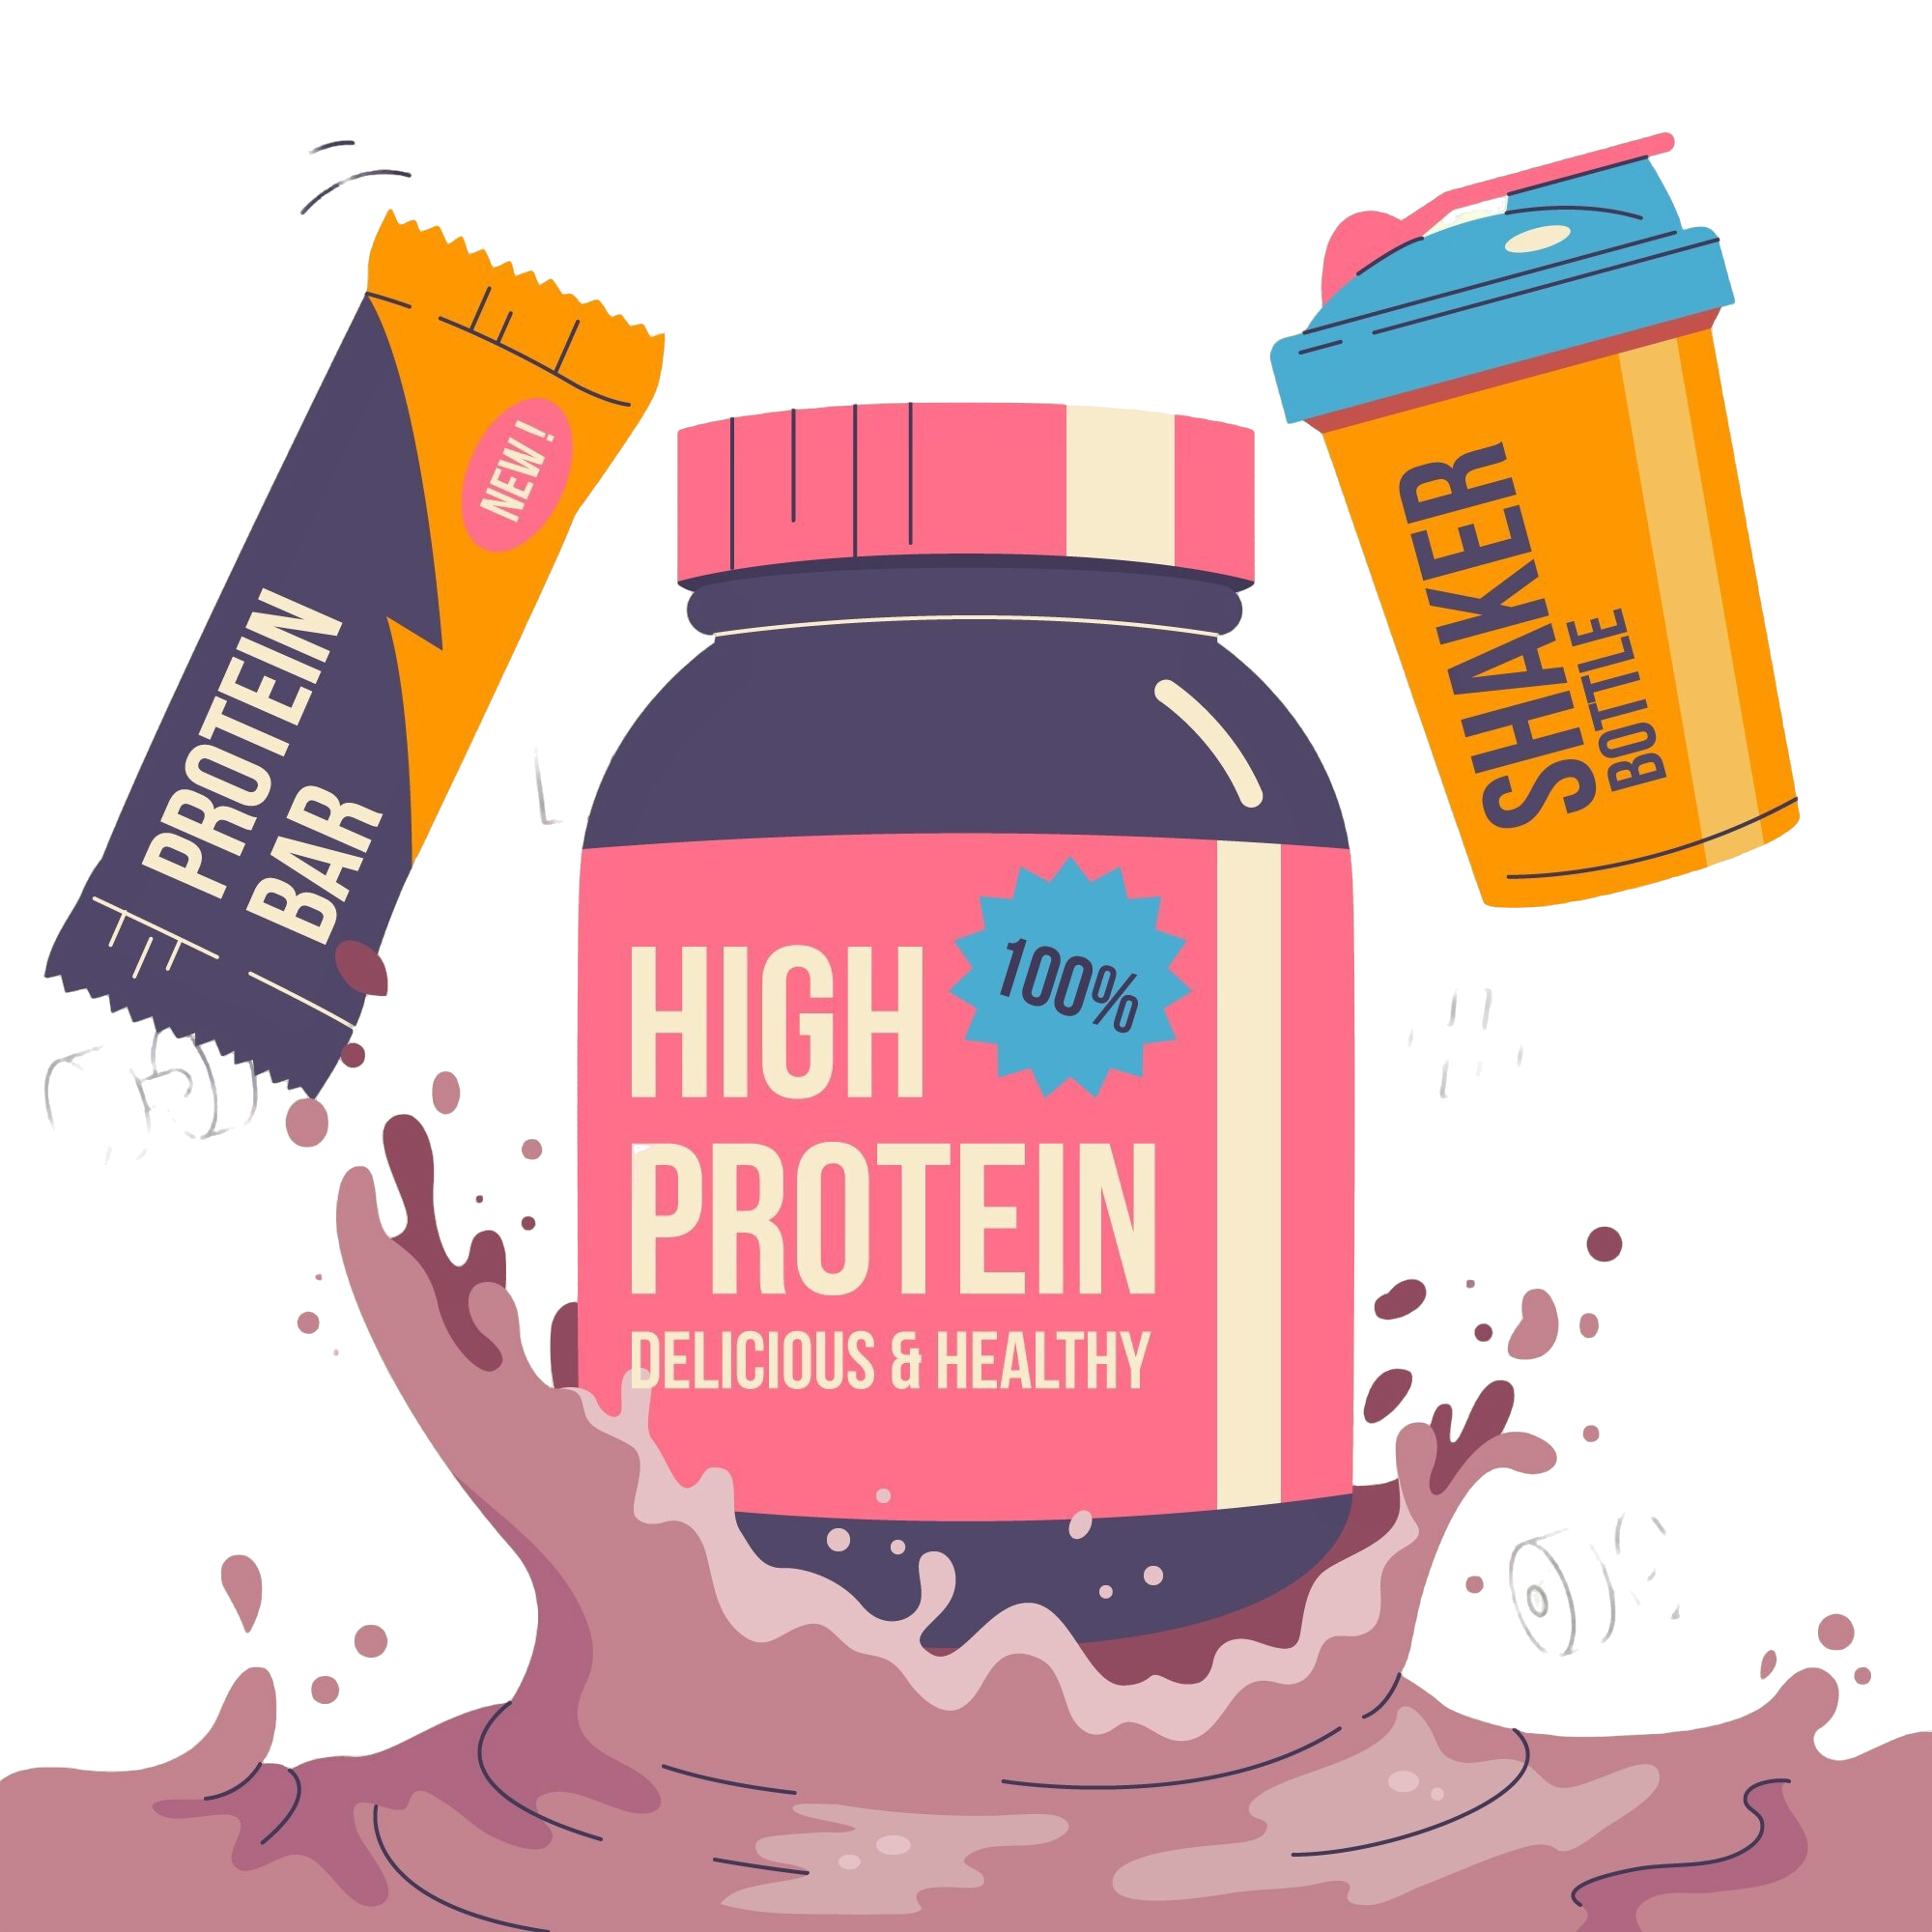 NEW!
PROTEIN
BAR
HIGH
100%
PROTEIN
DELICIOUS & HEALTHY
SHAKER
BOTTLE